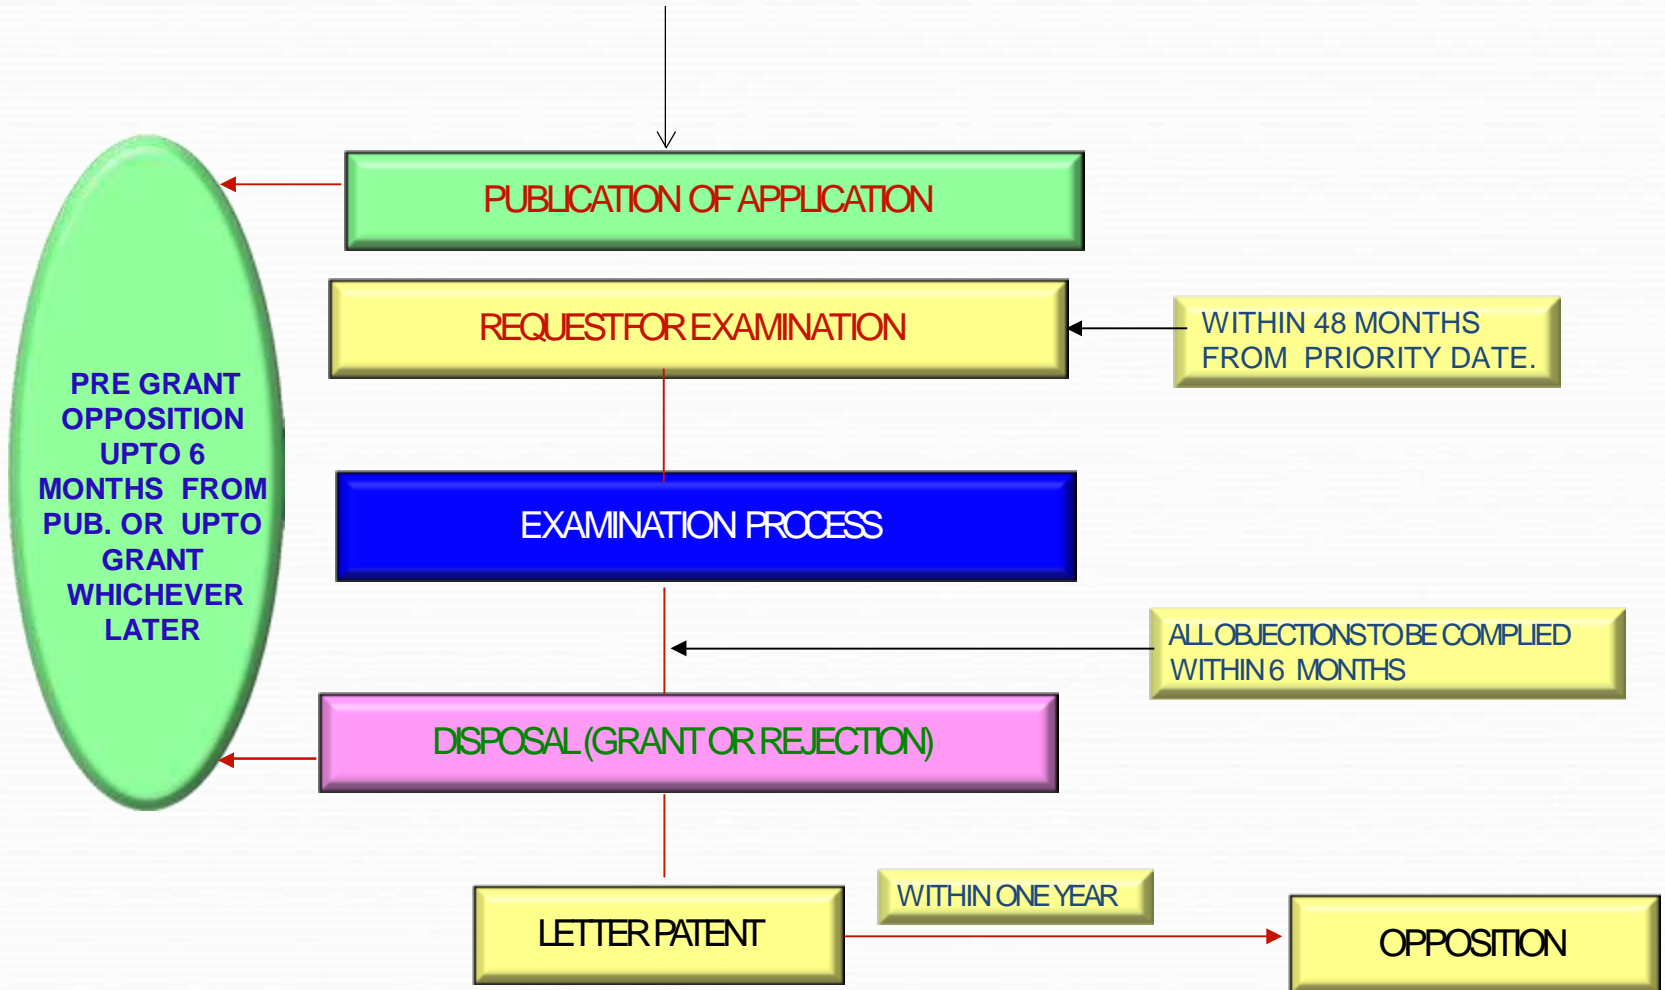 PUBLICATION OF APPLICATION
REQUEST FOR EXAMINATION
WITHIN 48 MONTHS
FROM PRIORITY DATE.
PRE GRANT
OPPOSITION
UPTO 6
MONTHS FROM
PUB. OR UPTO
GRANT
WHICHEVER
LATER
EXAMINATION PROCESS
ALL OBJECTIONS TO BE COMPLIED
WITHIN 6 MONTHS
DISPOSAL (GRANT OR REJECTION)
LETTER PATENT
WITHIN ONE YEAR
OPPOSITION